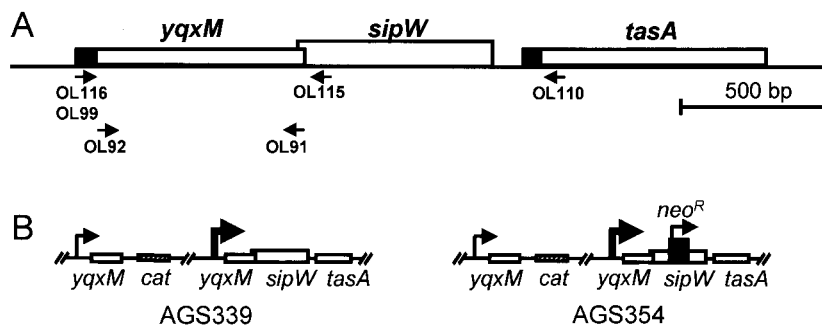 A
yqxM sipW tasA
OL116 OL115 OL110
OL99
500 bp
OL92 OL91
B
neoᴿ
yqxM cat yqxM sipW tasA
yqxM cat yqxM sipW tasA
AGS339
AGS354